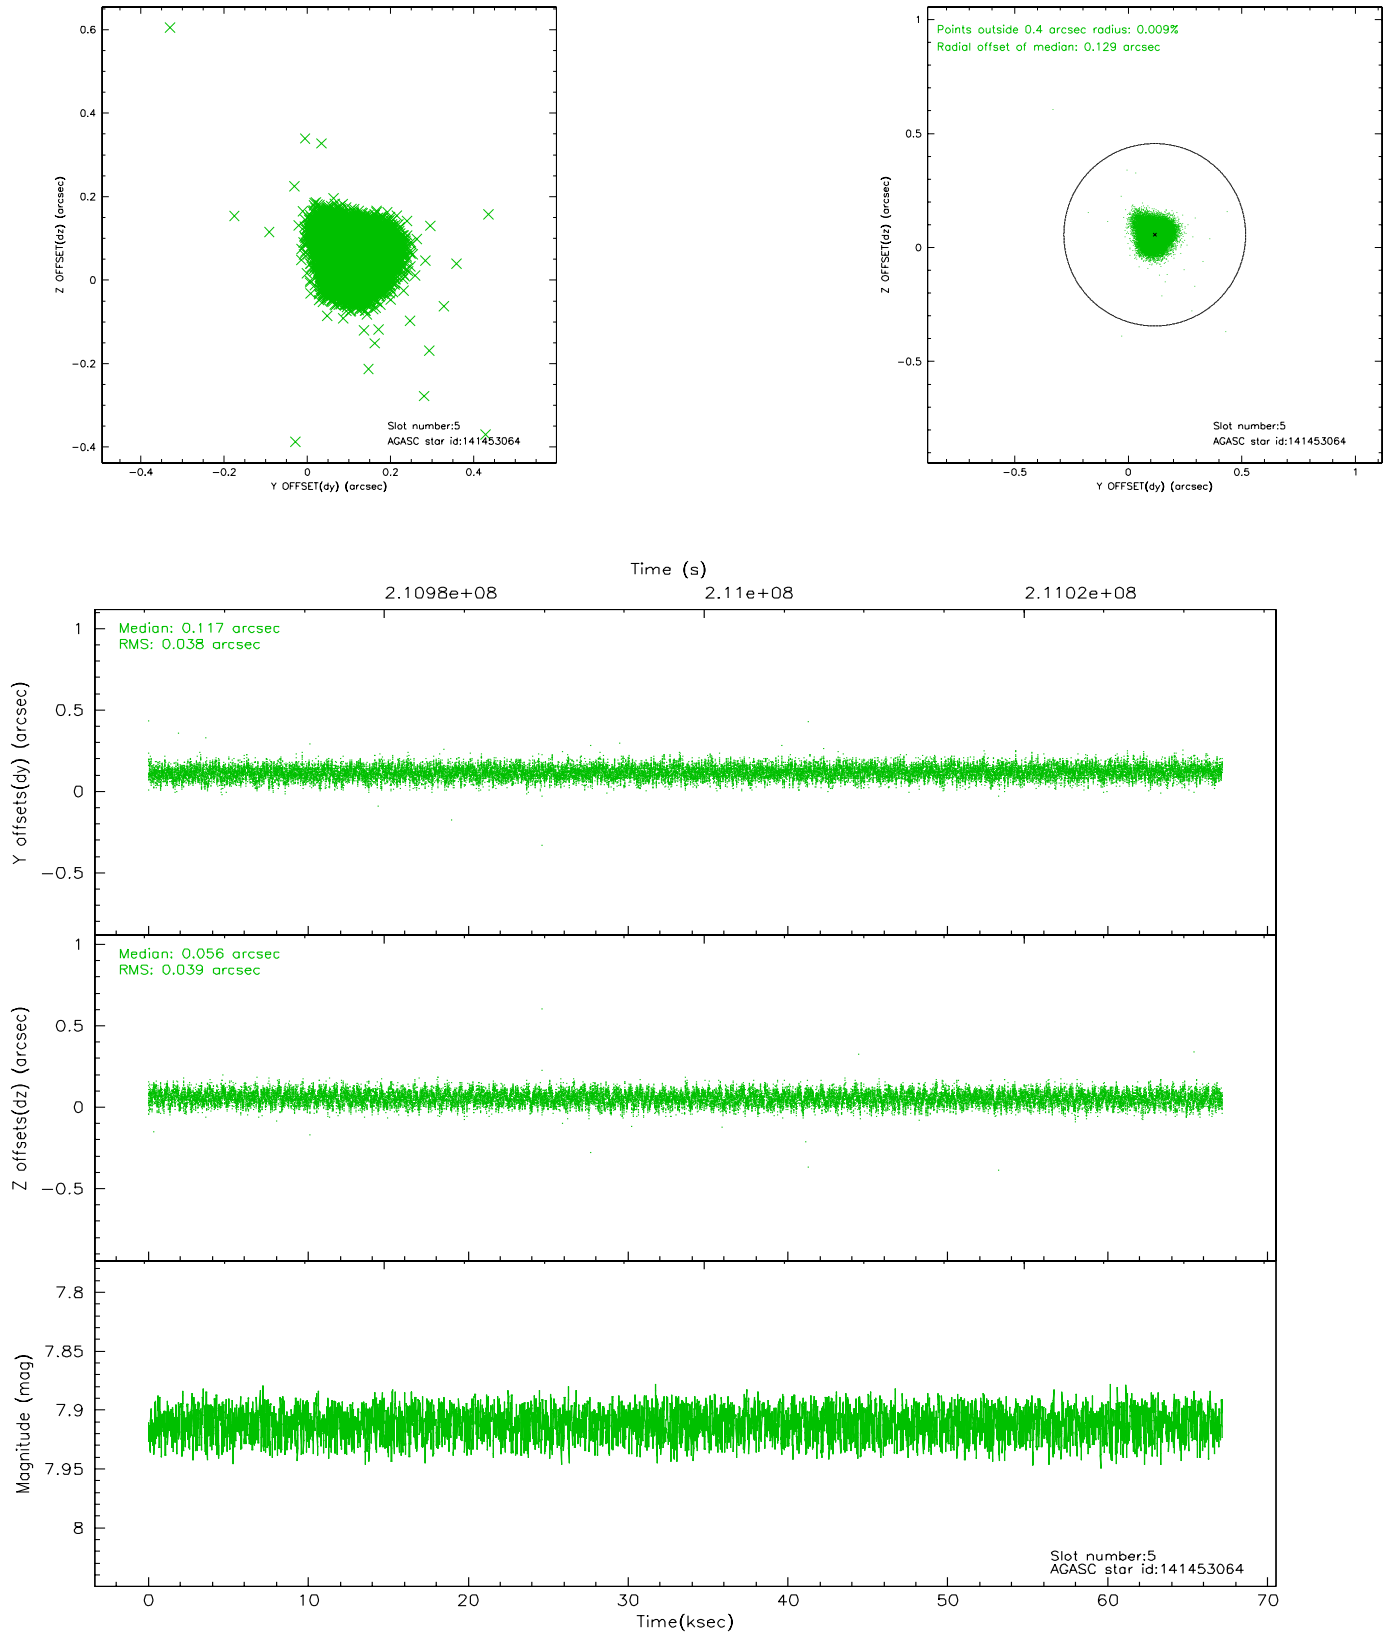 0.6
0.4
0.2
0
−0.2
−0.4
Z OFFSET(dz) (arcsec)
Slot number:5
AGASC star id:141453064
−0.4 −0.2 0 0.2 0.4
Y OFFSET(dy) (arcsec)
Points outside 0.4 arcsec radius: 0.009%
Radial offset of median: 0.129 arcsec
1
0.5
0
−0.5
Z OFFSET(dz) (arcsec)
Slot number:5
AGASC star id:141453064
−0.5 0 0.5 1
Y OFFSET(dy) (arcsec)
Time (s)
2.1098e+08 2.11e+08 2.1102e+08
Median: 0.117 arcsec
RMS: 0.038 arcsec
1
0.5
0
−0.5
Y offsets(dy) (arcsec)
Median: 0.056 arcsec
RMS: 0.039 arcsec
1
0.5
0
−0.5
Z offsets(dz) (arcsec)
7.8
7.85
7.9
7.95
8
Magnitude (mag)
Slot number:5
AGASC star id:141453064
0 10 20 30 40 50 60 70
Time(ksec)